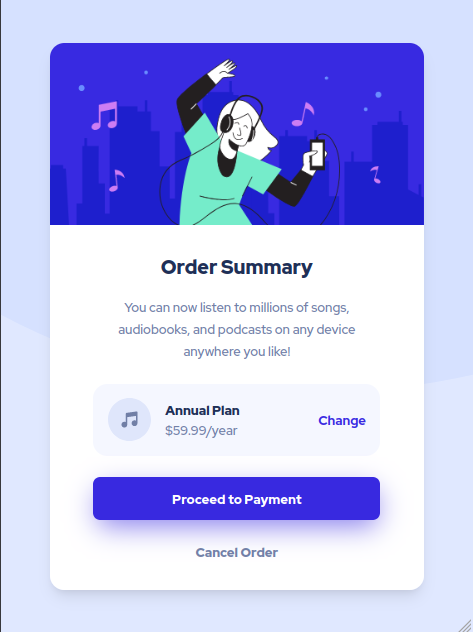 Order Summary
You can now listen to millions of songs,
audiobooks, and podcasts on any device
anywhere you like!
Annual Plan
$59.99/year
Change
Proceed to Payment
Cancel Order